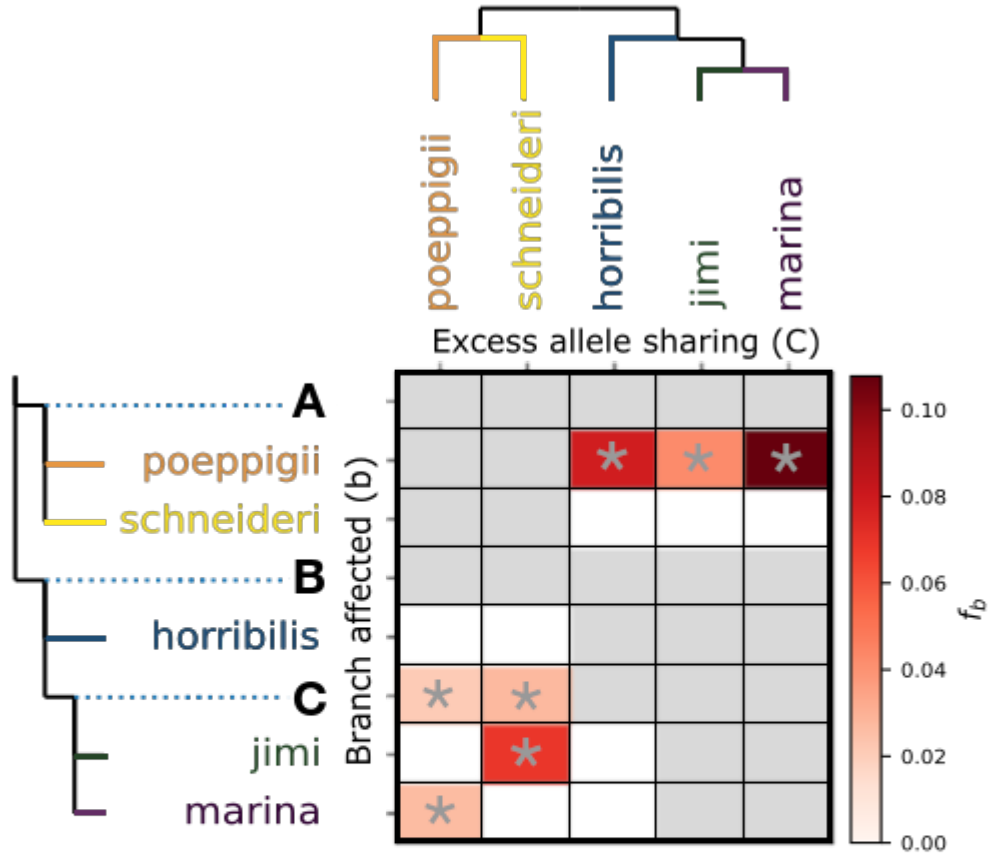 poeppigii
schneideri
horribilis
jimi
marina
Excess allele sharing (C)
A
poeppigii
schneideri
B
horribilis
C
jimi
marina
Branch affected (b)
* * *
* *
*
*
0.10
0.08
0.06
0.04
0.02
0.00
f_b